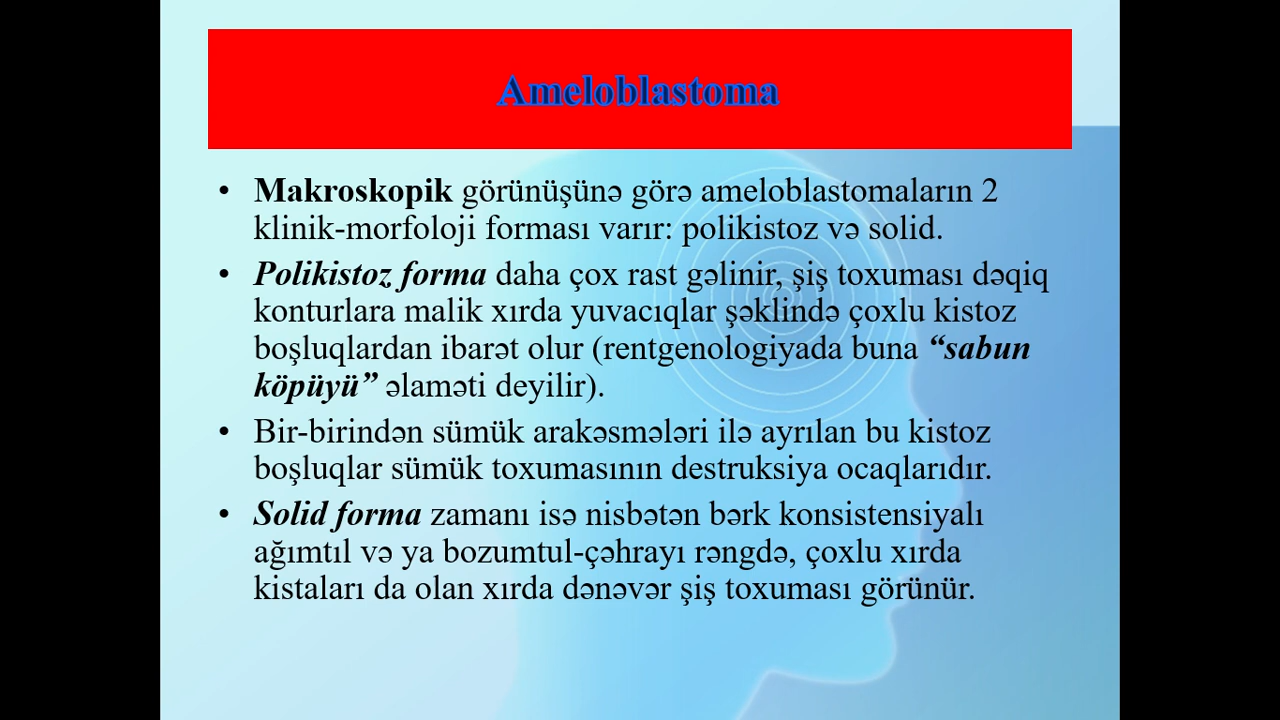 Ameloblastoma
• Makroskopik görünüşünə görə ameloblastomaların 2
klinik-morfoloji forması varır: polikistoz və solid.
• Polikistoz forma daha çox rast gəlinir, şiş toxuması dəqiq
konturlara malik xırda yuvacıqlar şəklində çoxlu kistoz
boşluqlardan ibarət olur (rentgenologiyada buna “sabun
köpüyü” əlaməti deyilir).
• Bir-birindən sümük arakəsmələri ilə ayrılan bu kistoz
boşluqlar sümük toxumasının destruksiya ocaqlarıdır.
• Solid forma zamanı isə nisbətən bərk konsistensiyalı
ağımtıl və ya bozumtul-çəhrayı rəngdə, çoxlu xırda
kistaları da olan xırda dənəvər şiş toxuması görünür.